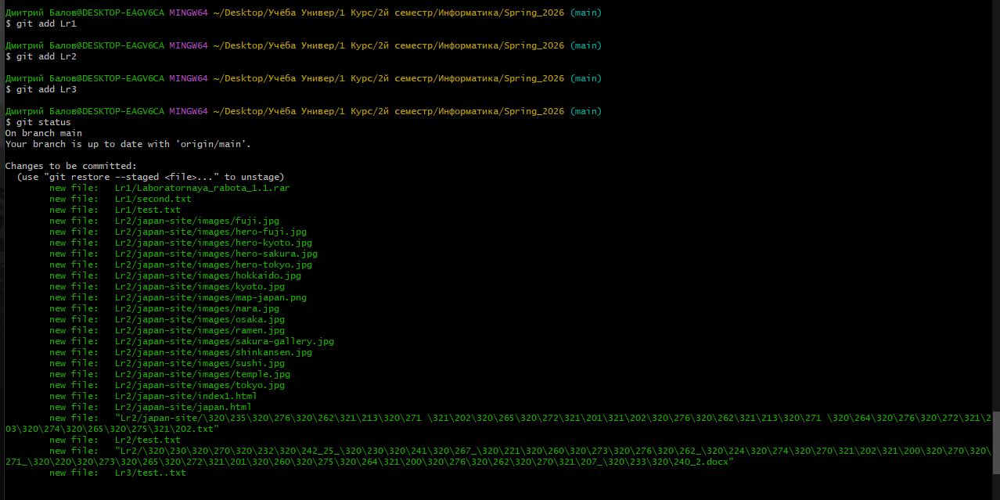 Дмитрий Балов@DESKTOP-EAGV6CA MINGW64 ~/Desktop/Учёба Универ/1 Курс/2й семестр/Информатика/Spring_2026 (main)
$ git add Lr1
Дмитрий Балов@DESKTOP-EAGV6CA MINGW64 ~/Desktop/Учёба Универ/1 Курс/2й семестр/Информатика/Spring_2026 (main)
$ git add Lr2
Дмитрий Балов@DESKTOP-EAGV6CA MINGW64 ~/Desktop/Учёба Универ/1 Курс/2й семестр/Информатика/Spring_2026 (main)
$ git add Lr3
Дмитрий Балов@DESKTOP-EAGV6CA MINGW64 ~/Desktop/Учёба Универ/1 Курс/2й семестр/Информатика/Spring_2026 (main)
$ git status
On branch main
Your branch is up to date with 'origin/main'.
Changes to be committed:
(use "git restore --staged <file>..." to unstage)
new file: Lr1/Laboratornaya_rabota_1.1.rar
new file: Lr1/second.txt
new file: Lr1/test.txt
new file: Lr2/japan-site/images/fuji.jpg
new file: Lr2/japan-site/images/hero-fuji.jpg
new file: Lr2/japan-site/images/hero-kyoto.jpg
new file: Lr2/japan-site/images/hero-sakura.jpg
new file: Lr2/japan-site/images/hero-tokyo.jpg
new file: Lr2/japan-site/images/hokkaido.jpg
new file: Lr2/japan-site/images/kyoto.jpg
new file: Lr2/japan-site/images/map-japan.png
new file: Lr2/japan-site/images/nara.jpg
new file: Lr2/japan-site/images/osaka.jpg
new file: Lr2/japan-site/images/ramen.jpg
new file: Lr2/japan-site/images/sakura-gallery.jpg
new file: Lr2/japan-site/images/shinkansen.jpg
new file: Lr2/japan-site/images/sushi.jpg
new file: Lr2/japan-site/images/temple.jpg
new file: Lr2/japan-site/images/tokyo.jpg
new file: Lr2/japan-site/index1.html
new file: Lr2/japan-site/japan.html
new file: "Lr2/japan-site/\320\235\320\276\320\262\321\213\320\271 \321\202\320\265\320\272\321\201\321\202\320\276\320\262\321\213\320\271 \320\264\320\276\320\272\321\2
03\320\274\320\265\320\275\321\202.txt"
new file: Lr2/test.txt
new file: "Lr2/\320\230\320\270\320\232\320\242_25_\320\230\320\241\320\267_\320\221\320\260\320\273\320\276\320\262_\320\224\320\274\320\270\321\202\321\200\320\270\320\
271_\320\220\320\273\320\265\320\272\321\201\320\260\320\275\320\264\321\200\320\276\320\262\320\270\321\207_\320\233\320\240_2.docx"
new file: Lr3/test..txt